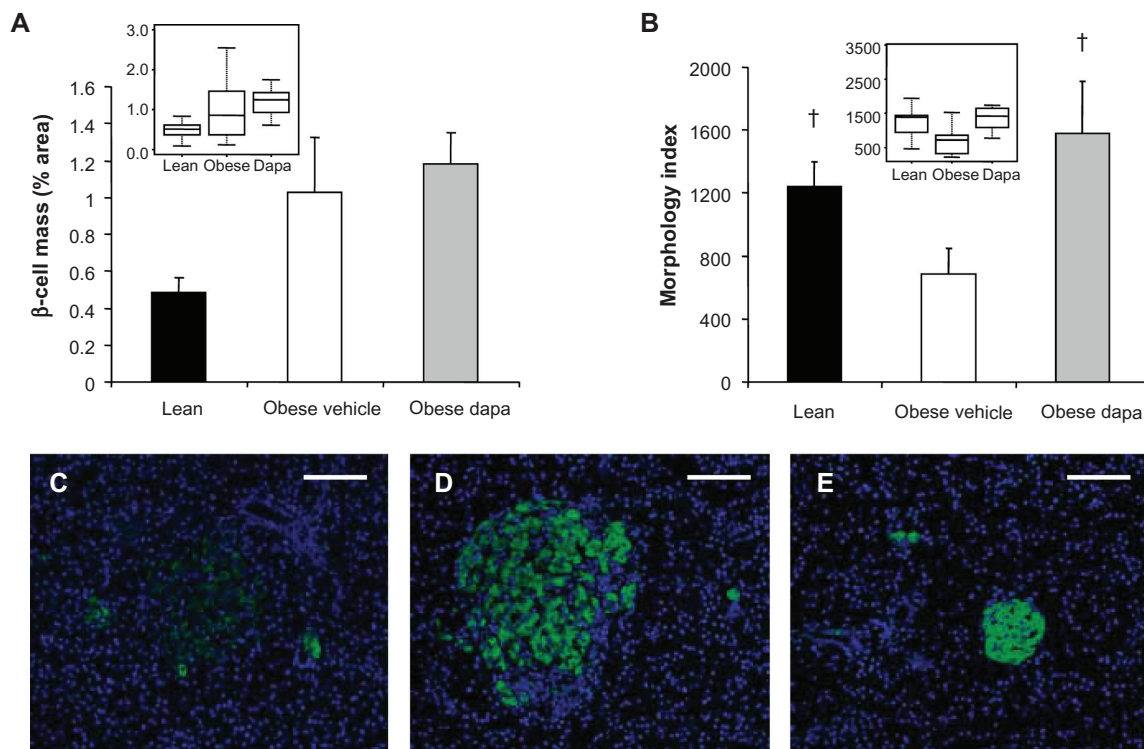 A
β-cell mass (% area)
1.6
1.4
1.2
1
0.8
0.6
0.4
0.2
0
3.0
2.0
1.0
0.0
Lean Obese Dapa
Lean Obese vehicle Obese dapa
B
Morphology index
2000
1600
1200
800
400
0
†
†
3500
2500
1500
500
Lean Obese Dapa
Lean Obese vehicle Obese dapa
C
D
E